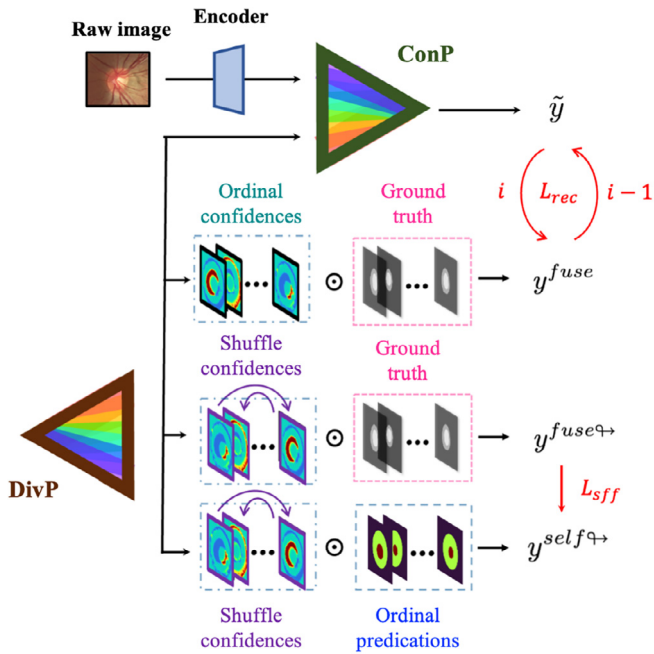 Encoder
Raw image
ConP
ỹ
Ordinal
confidences
Ground
truth
i
L_rec
i − 1
⊙
y^fuse
Shuffle
confidences
Ground
truth
⊙
y^fuse↬
DivP
L_sff
⊙
y^self↬
Shuffle
confidences
Ordinal
predications